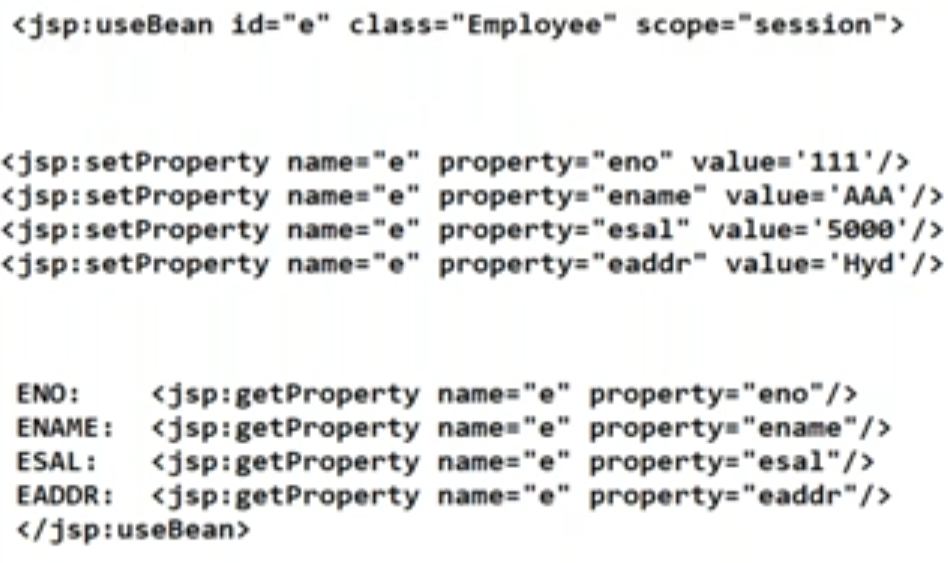 <jsp:useBean id="e" class="Employee" scope="session">
<jsp:setProperty name="e" property="eno" value='111'/>
<jsp:setProperty name="e" property="ename" value='AAA'/>
<jsp:setProperty name="e" property="esal" value='5000'/>
<jsp:setProperty name="e" property="eaddr" value='Hyd'/>
ENO: <jsp:getProperty name="e" property="eno"/>
ENAME: <jsp:getProperty name="e" property="ename"/>
ESAL: <jsp:getProperty name="e" property="esal"/>
EADDR: <jsp:getProperty name="e" property="eaddr"/>
</jsp:useBean>